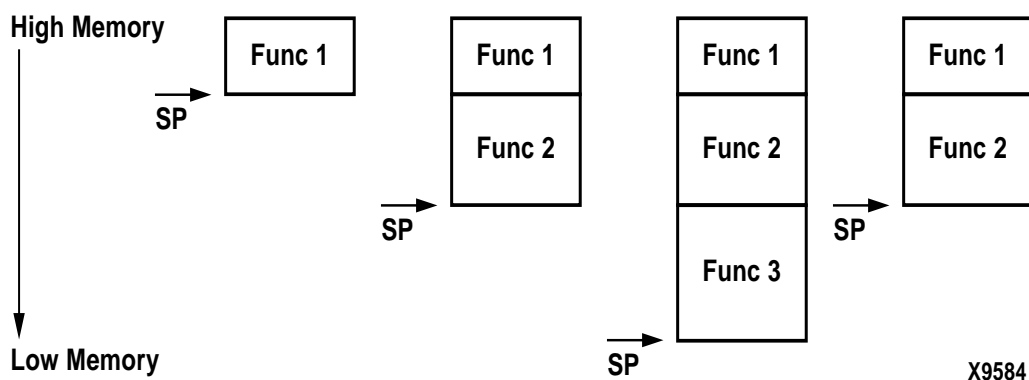 High Memory
Func 1
Func 1
Func 1
Func 1
SP
Func 2
Func 2
Func 2
SP
SP
Func 3
Low Memory
SP
X9584